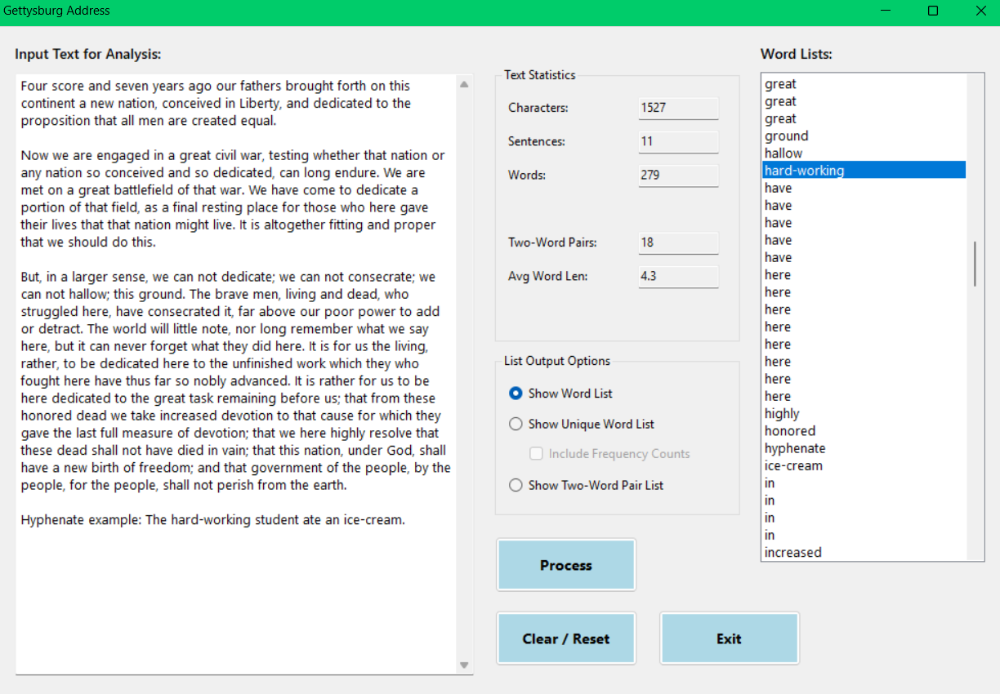 Gettysburg Address
Input Text for Analysis:
Four score and seven years ago our fathers brought forth on this
continent a new nation, conceived in Liberty, and dedicated to the
proposition that all men are created equal.
Now we are engaged in a great civil war, testing whether that nation or
any nation so conceived and so dedicated, can long endure. We are
met on a great battlefield of that war. We have come to dedicate a
portion of that field, as a final resting place for those who here gave
their lives that that nation might live. It is altogether fitting and proper
that we should do this.
But, in a larger sense, we can not dedicate; we can not consecrate; we
can not hallow; this ground. The brave men, living and dead, who
struggled here, have consecrated it, far above our poor power to add
or detract. The world will little note, nor long remember what we say
here, but it can never forget what they did here. It is for us the living,
rather, to be dedicated here to the unfinished work which they who
fought here have thus far so nobly advanced. It is rather for us to be
here dedicated to the great task remaining before us; that from these
honored dead we take increased devotion to that cause for which they
gave the last full measure of devotion; that we here highly resolve that
these dead shall not have died in vain; that this nation, under God, shall
have a new birth of freedom; and that government of the people, by the
people, for the people, shall not perish from the earth.
Hyphenate example: The hard-working student ate an ice-cream.
Text Statistics
Characters: 1527
Sentences: 11
Words: 279
Two-Word Pairs: 18
Avg Word Len: 4.3
List Output Options
Show Word List
Show Unique Word List
Include Frequency Counts
Show Two-Word Pair List
Process
Clear / Reset
Exit
Word Lists:
great
great
great
ground
hallow
hard-working
have
have
have
have
have
here
here
here
here
here
here
here
here
highly
honored
hyphenate
ice-cream
in
in
in
in
increased